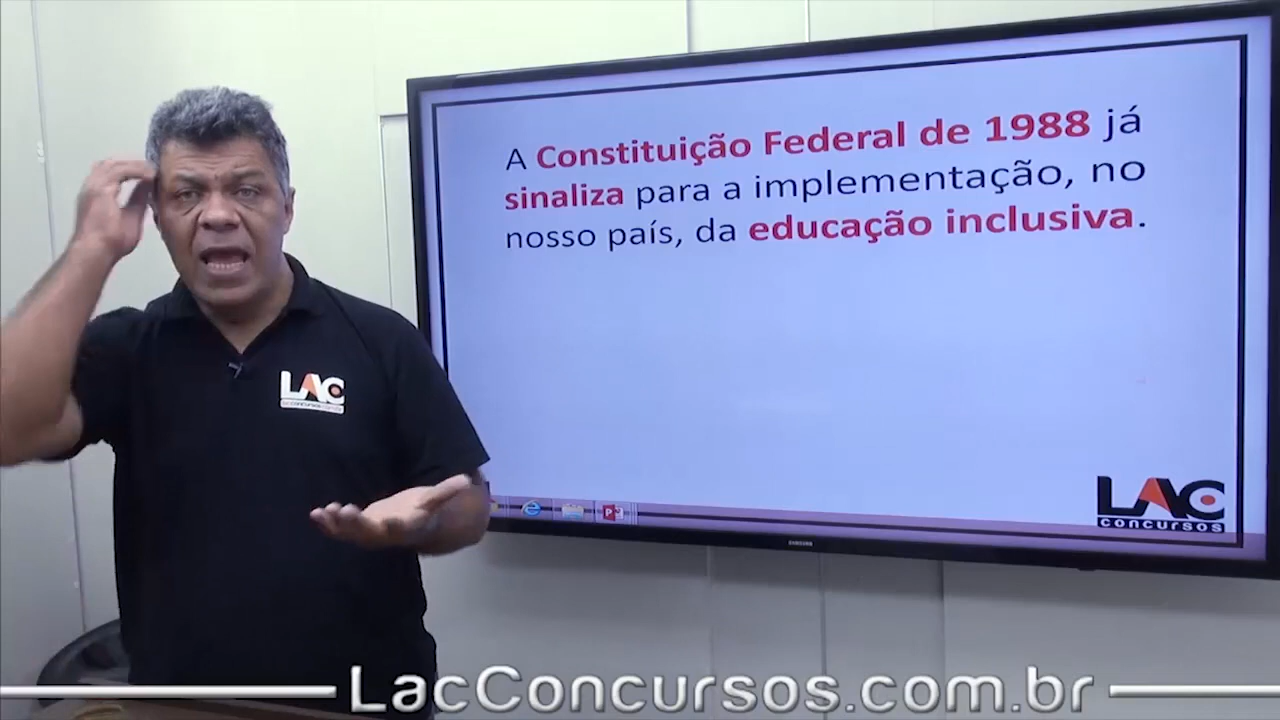 A Constituição Federal de 1988 já
sinaliza para a implementação, no
nosso país, da educação inclusiva.
LAC
LAC
concursos
SAMSUNG
LacConcursos.com.br